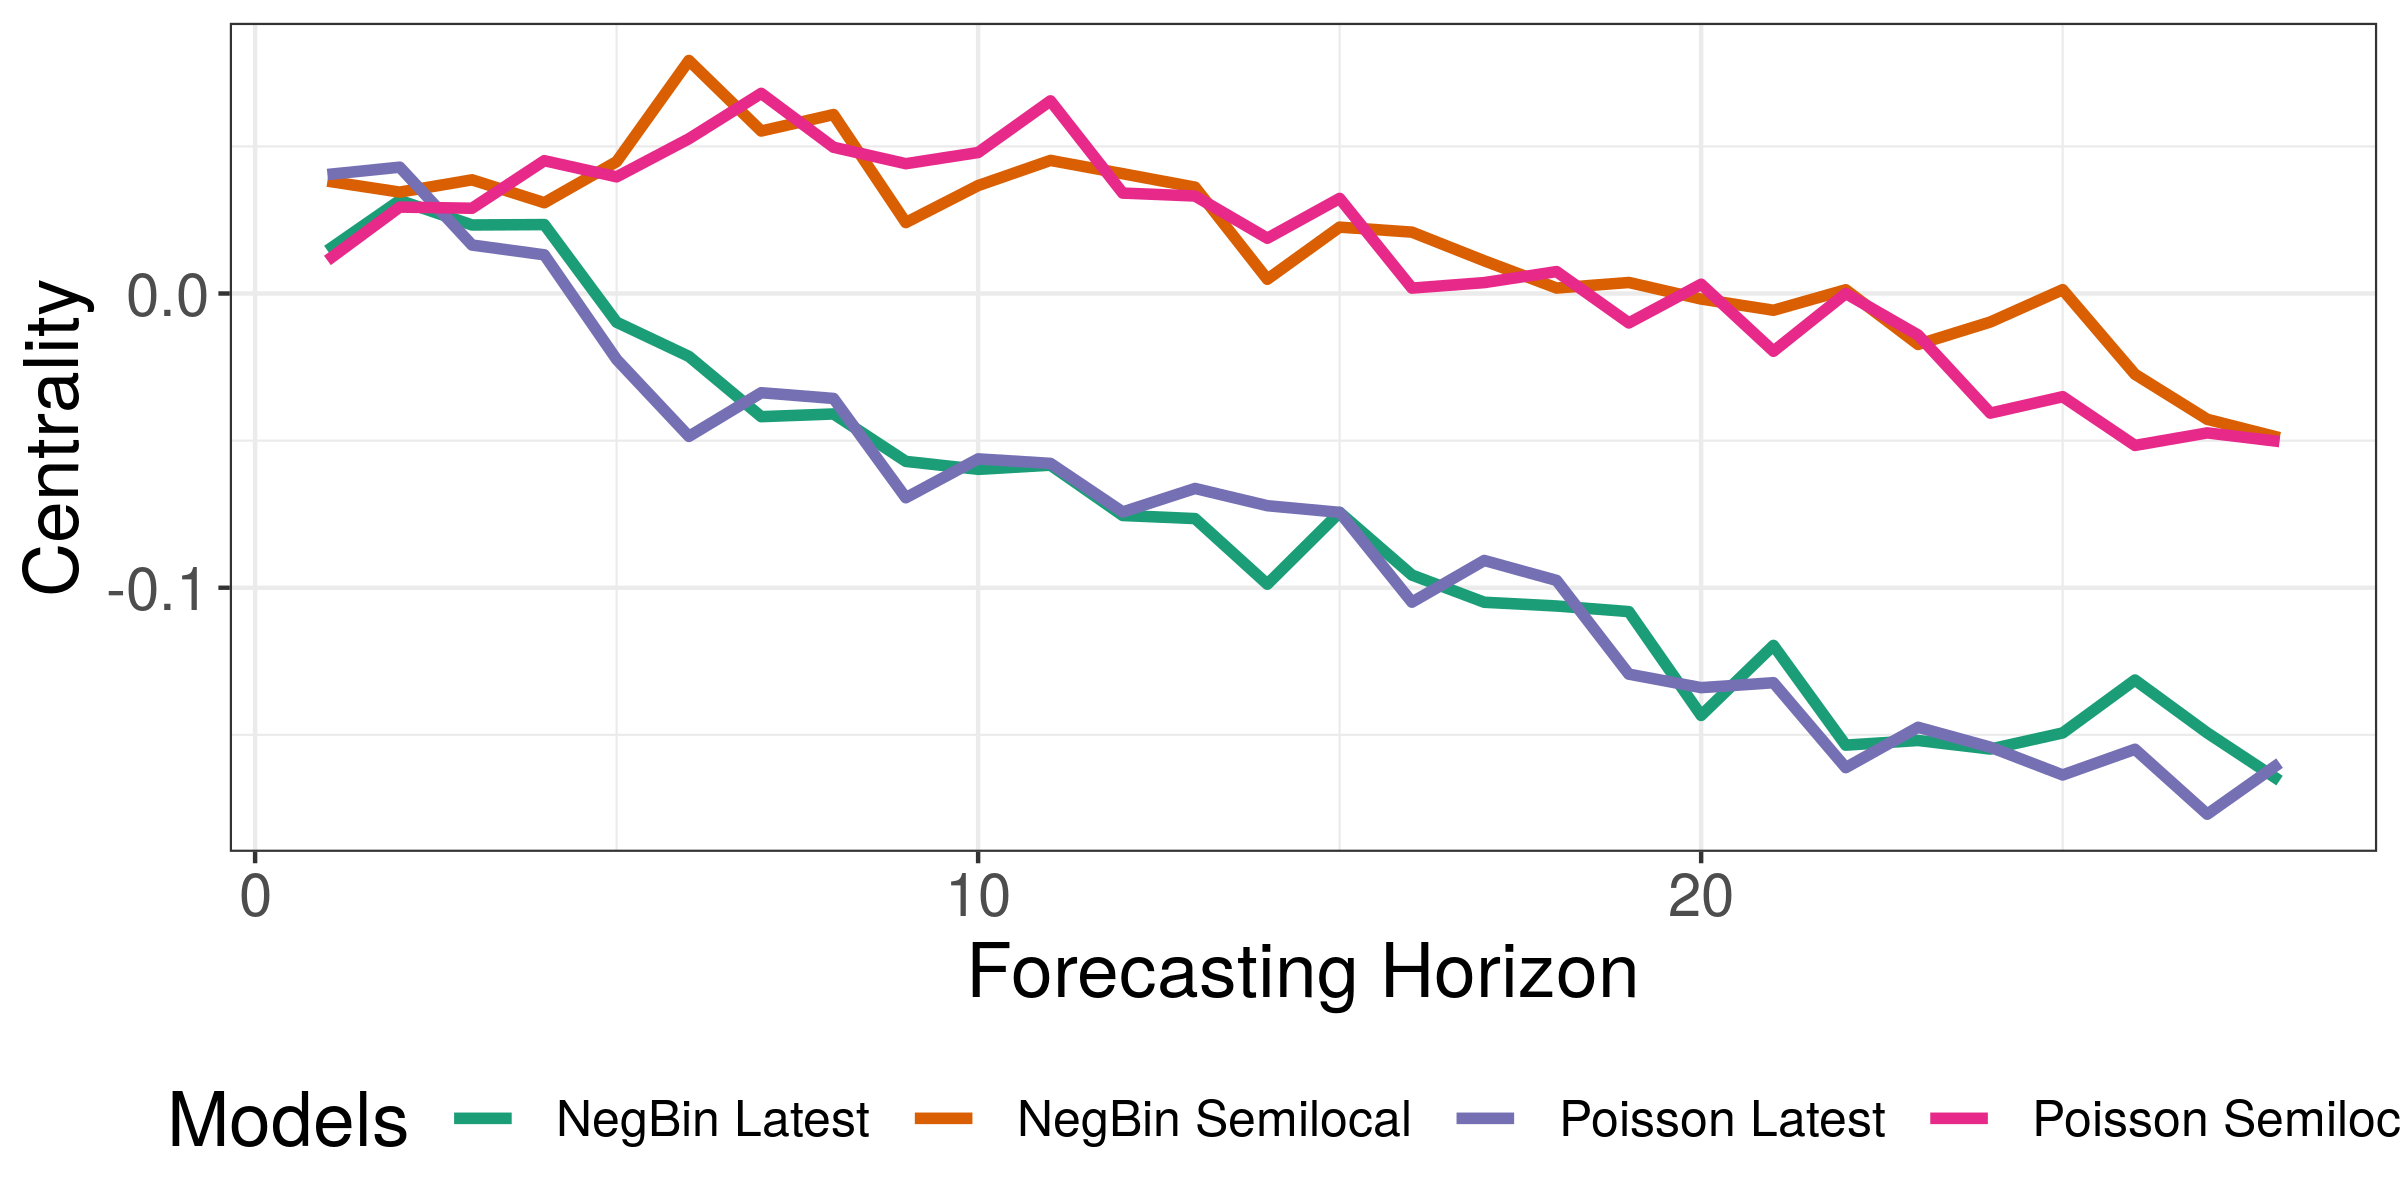 Centrality
0.0
-0.1
0 10 20
Forecasting Horizon
Models NegBin Latest NegBin Semilocal Poisson Latest Poisson Semiloc